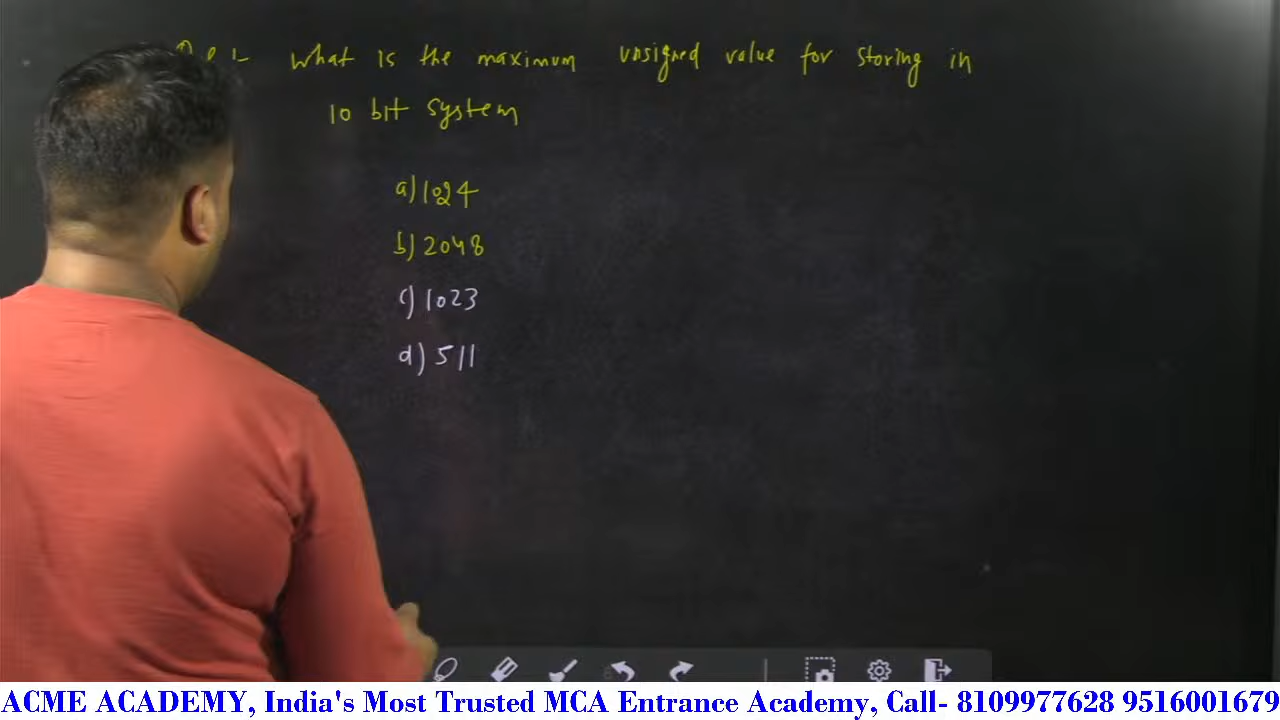 What is the maximum unsigned value for storing in
10 bit system
a) 1024
b) 2048
c) 1023
d) 511
ACME ACADEMY, India's Most Trusted MCA Entrance Academy, Call- 8109977628 9516001679